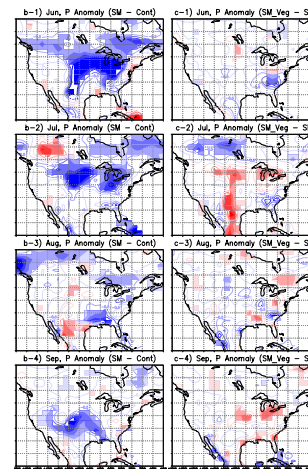 b-1) Jun, P Anomaly (SM - Cont)
c-1) Jun, P Anomaly (SM_Veg - S
b-2) Jul, P Anomaly (SM - Cont)
c-2) Jul, P Anomaly (SM_Veg - S
b-3) Aug, P Anomaly (SM - Cont)
c-3) Aug, P Anomaly (SM_Veg - S
b-4) Sep, P Anomaly (SM - Cont)
c-4) Sep, P Anomaly (SM_Veg - S